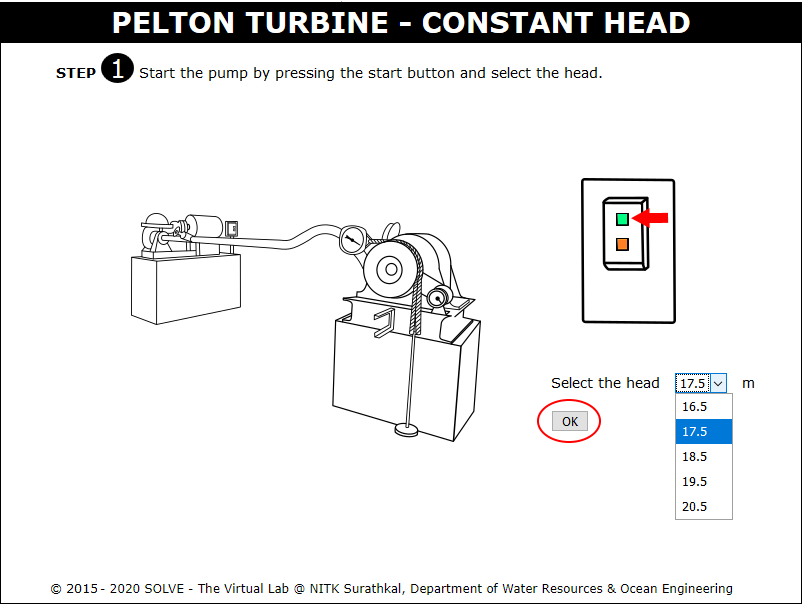 PELTON TURBINE - CONSTANT HEAD
STEP 1 Start the pump by pressing the start button and select the head.
Select the head 17.5 m
OK
16.5
17.5
18.5
19.5
20.5
© 2015 - 2020 SOLVE - The Virtual Lab @ NITK Surathkal, Department of Water Resources & Ocean Engineering